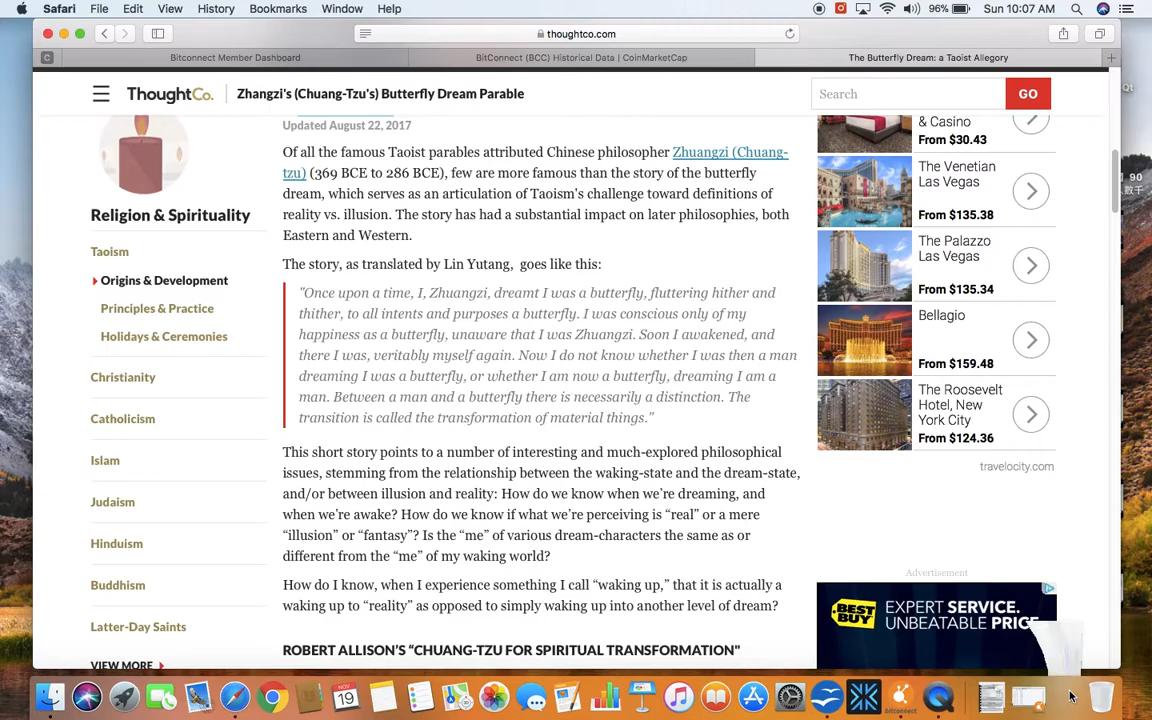 Safari File Edit View History Bookmarks Window Help 96% Sun 10:07 AM
thoughtco.com
C Bitconnect Member Dashboard BitConnect (BCC) Historical Data | CoinMarketCap The Butterfly Dream: a Taoist Allegory
ThoughtCo. Zhangzi's (Chuang-Tzu's) Butterfly Dream Parable Search GO
Updated August 22, 2017
Of all the famous Taoist parables attributed Chinese philosopher Zhuangzi (Chuang-
tzu) (369 BCE to 286 BCE), few are more famous than the story of the butterfly
dream, which serves as an articulation of Taoism's challenge toward definitions of
reality vs. illusion. The story has had a substantial impact on later philosophies, both
Eastern and Western.
The story, as translated by Lin Yutang, goes like this:
"Once upon a time, I, Zhuangzi, dreamt I was a butterfly, fluttering hither and
thither, to all intents and purposes a butterfly. I was conscious only of my
happiness as a butterfly, unaware that I was Zhuangzi. Soon I awakened, and
there I was, veritably myself again. Now I do not know whether I was then a man
dreaming I was a butterfly, or whether I am now a butterfly, dreaming I am a
man. Between a man and a butterfly there is necessarily a distinction. The
transition is called the transformation of material things."
This short story points to a number of interesting and much-explored philosophical
issues, stemming from the relationship between the waking-state and the dream-state,
and/or between illusion and reality: How do we know when we're dreaming, and
when we're awake? How do we know if what we're perceiving is “real” or a mere
“illusion” or “fantasy”? Is the “me” of various dream-characters the same as or
different from the “me” of my waking world?
How do I know, when I experience something I call “waking up,” that it is actually a
waking up to “reality” as opposed to simply waking up into another level of dream?
ROBERT ALLISON'S “CHUANG-TZU FOR SPIRITUAL TRANSFORMATION"
Religion & Spirituality
Taoism
Origins & Development
Principles & Practice
Holidays & Ceremonies
Christianity
Catholicism
Islam
Judaism
Hinduism
Buddhism
Latter-Day Saints
VIEW MORE
& Casino
From $30.43
The Venetian
Las Vegas
From $135.38
The Palazzo
Las Vegas
From $135.34
Bellagio
From $159.48
The Roosevelt
Hotel, New
York City
From $124.36
travelocity.com
Advertisement
BEST
BUY
EXPERT SERVICE.
UNBEATABLE PRICE
Qt
90
数千
NOV
19
bitconnect